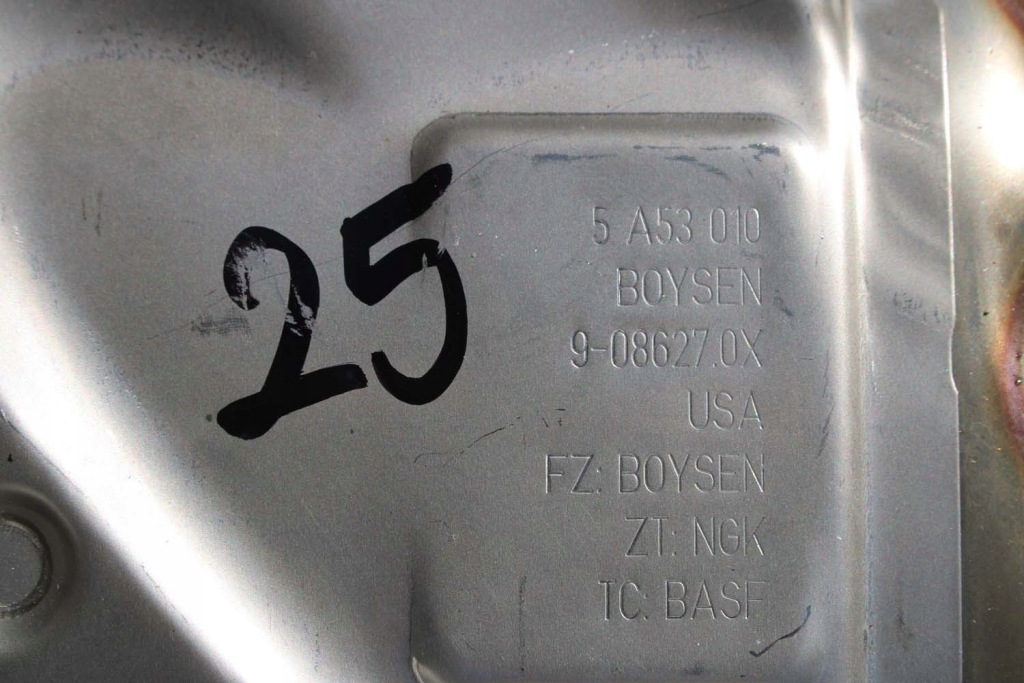 25
5 A53 010
BOYSEN
9-08627.0X
USA
FZ: BOYSEN
ZT: NGK
TC: BASF